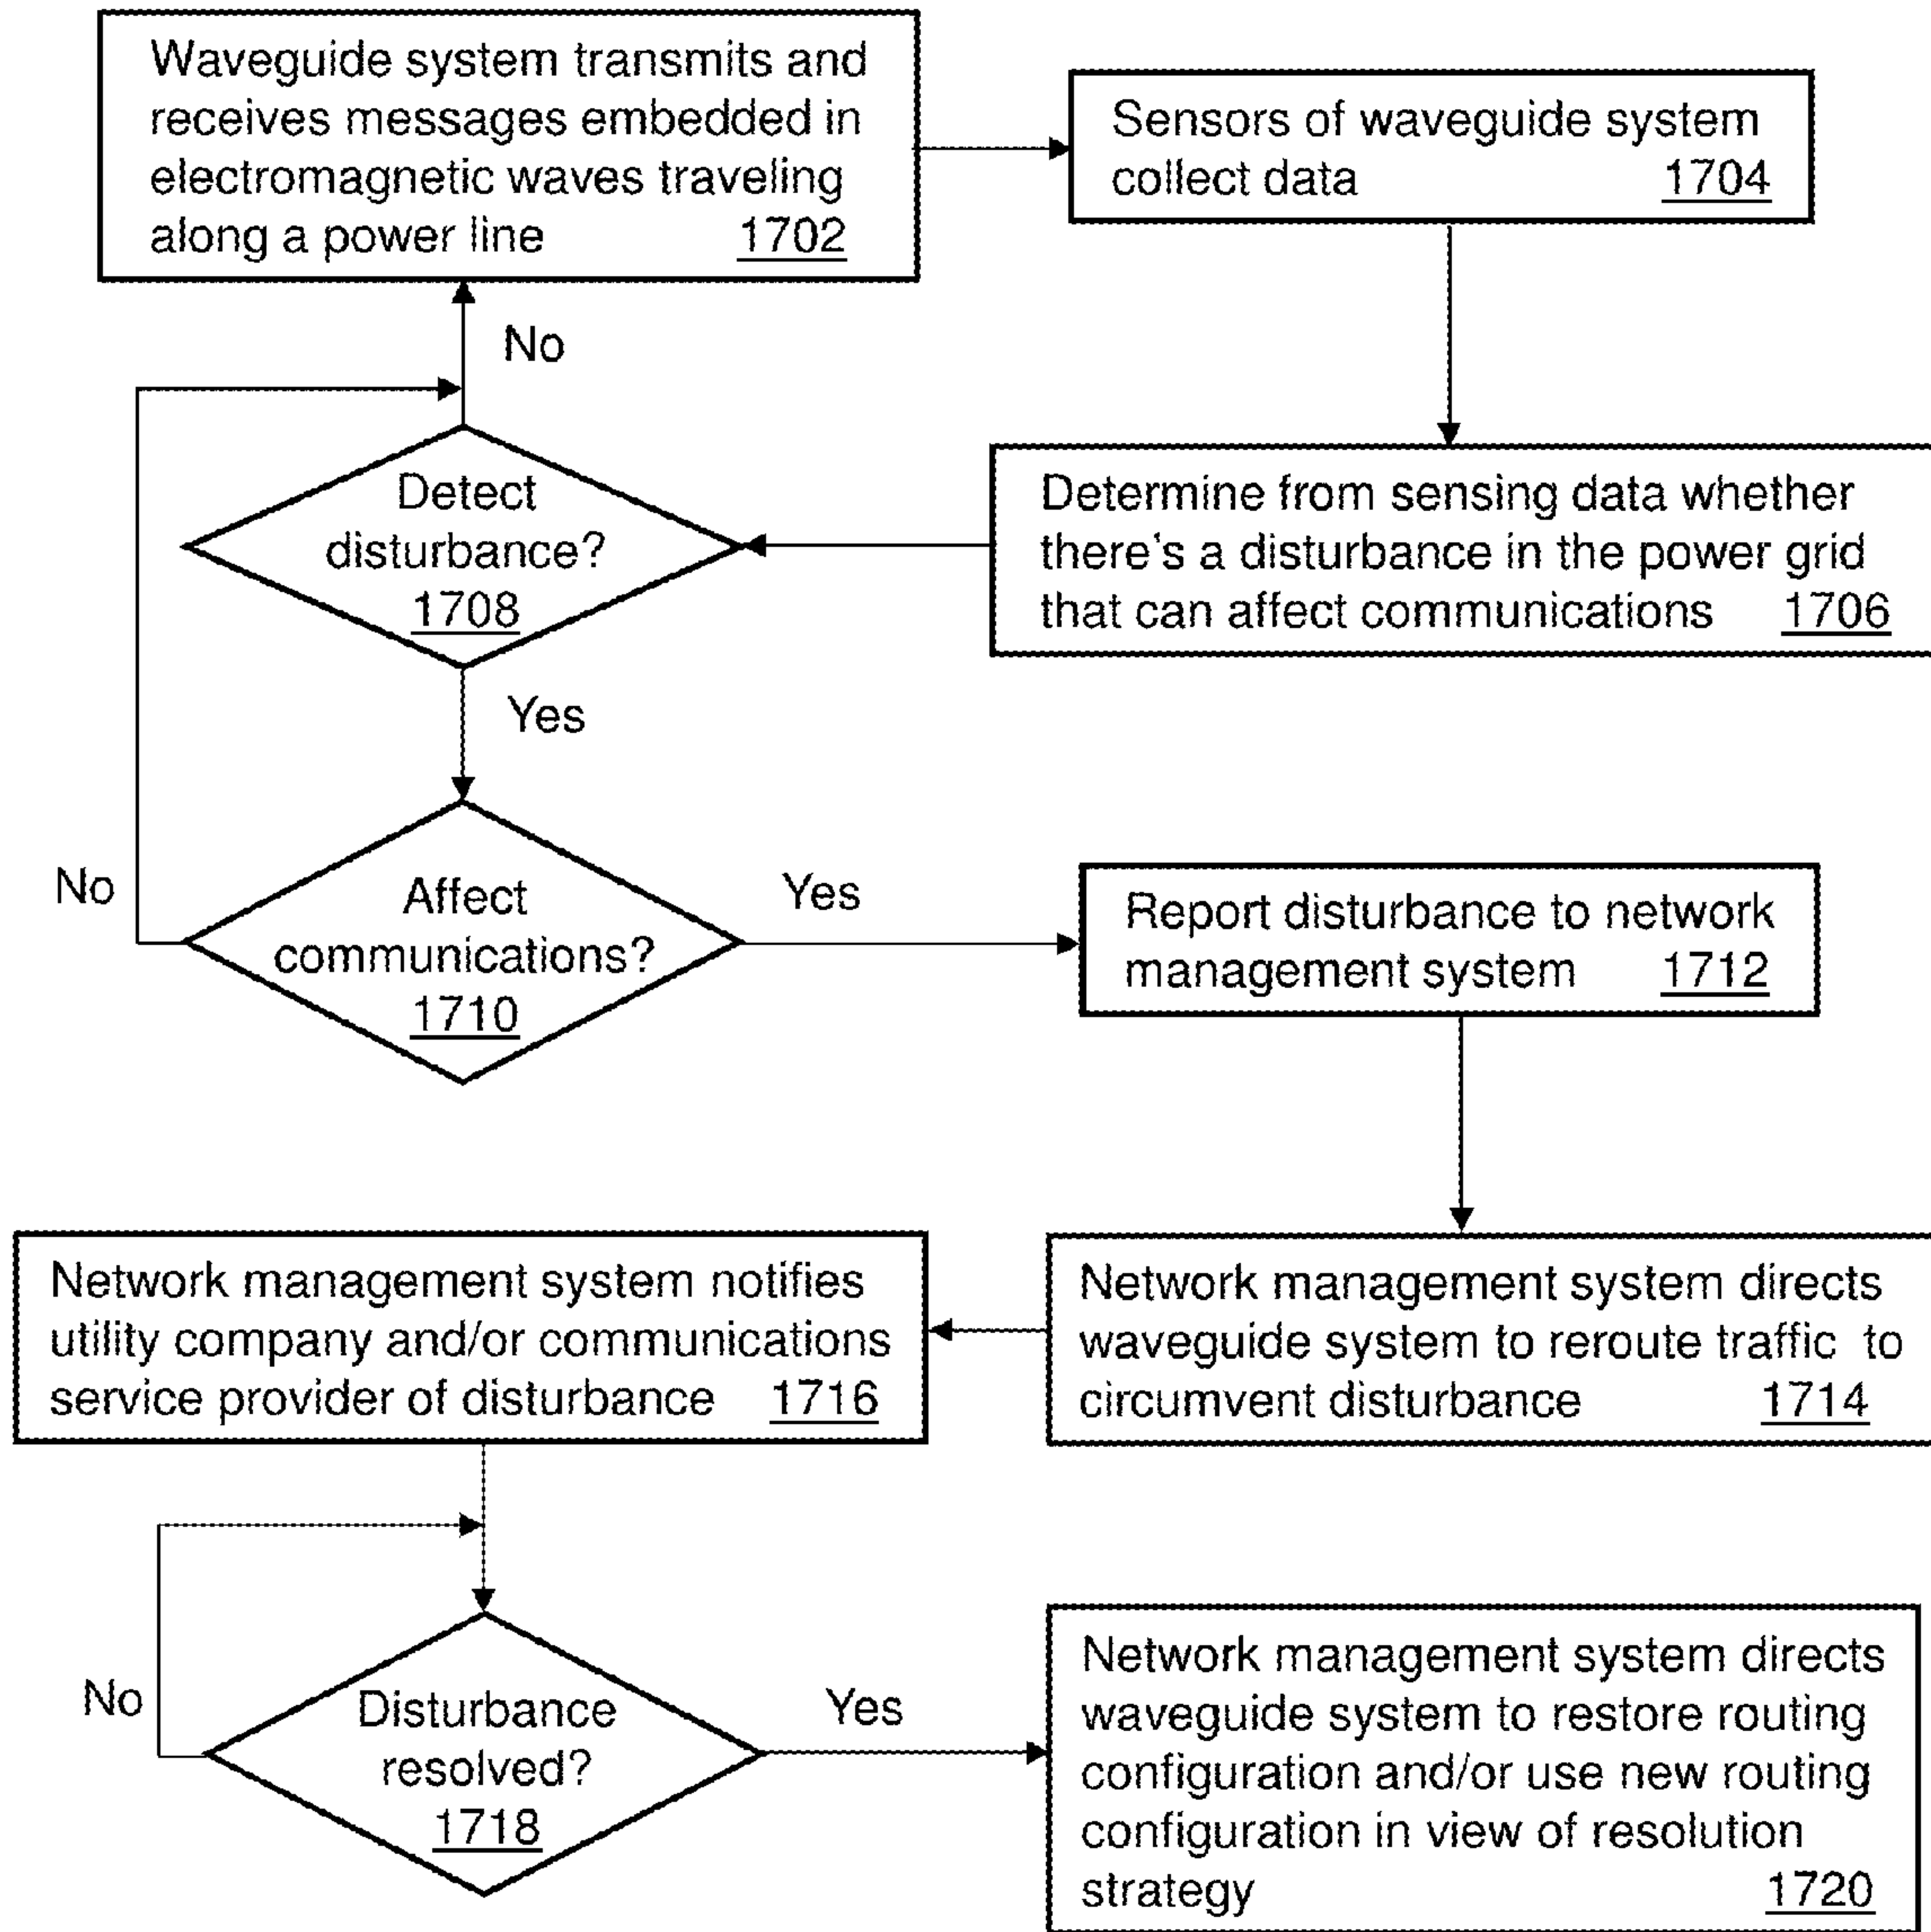 Waveguide system transmits and
receives messages embedded in
electromagnetic waves traveling
along a power line 1702
Sensors of waveguide system
collect data 1704
No
Detect
disturbance?
1708
Determine from sensing data whether
there's a disturbance in the power grid
that can affect communications 1706
Yes
No
Affect
communications?
1710
Yes
Report disturbance to network
management system 1712
Network management system notifies
utility company and/or communications
service provider of disturbance 1716
Network management system directs
waveguide system to reroute traffic to
circumvent disturbance 1714
No
Disturbance
resolved?
1718
Yes
Network management system directs
waveguide system to restore routing
configuration and/or use new routing
configuration in view of resolution
strategy 1720